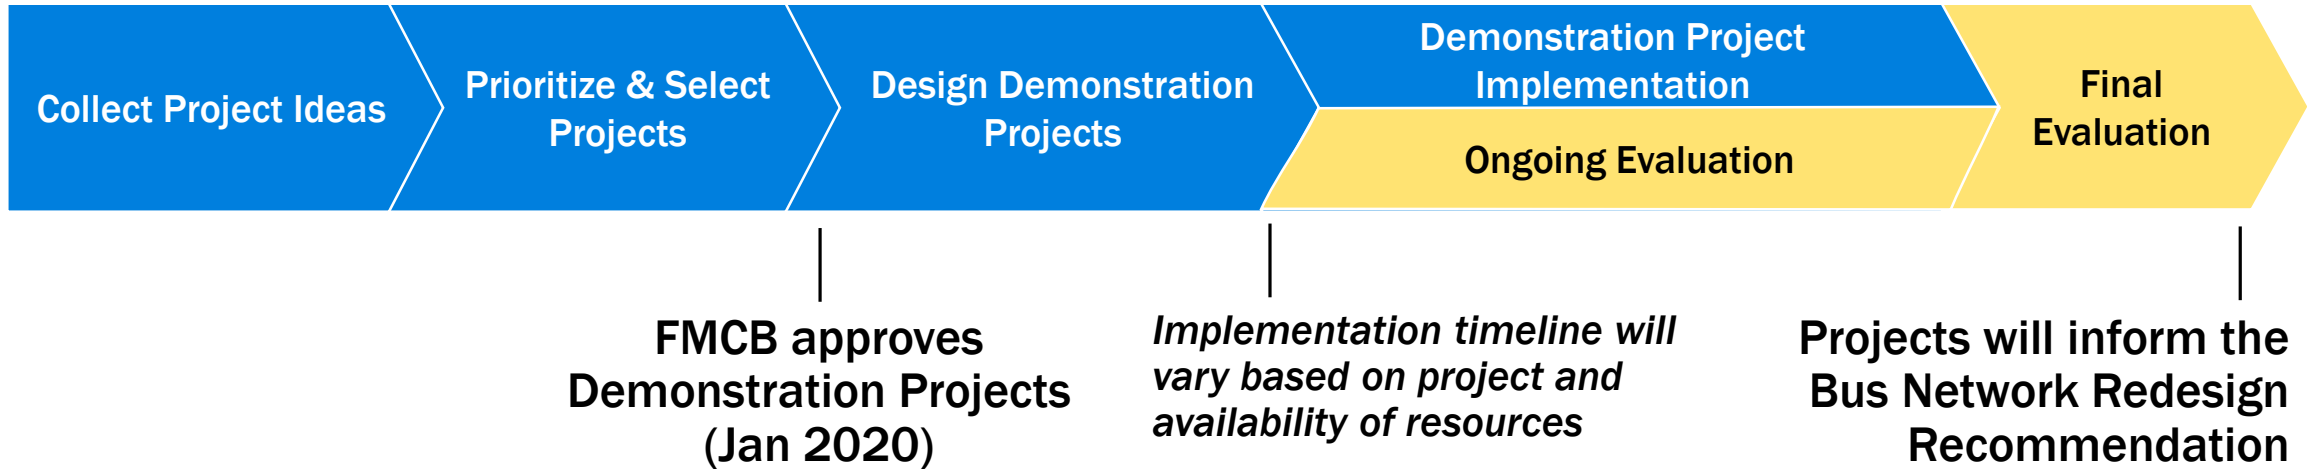 Collect Project Ideas
Prioritize & Select
Projects
Design Demonstration
Projects
Demonstration Project
Implementation
Ongoing Evaluation
Final
Evaluation
FMCB approves
Demonstration Projects
(Jan 2020)
Implementation timeline will
vary based on project and
availability of resources
Projects will inform the
Bus Network Redesign
Recommendation